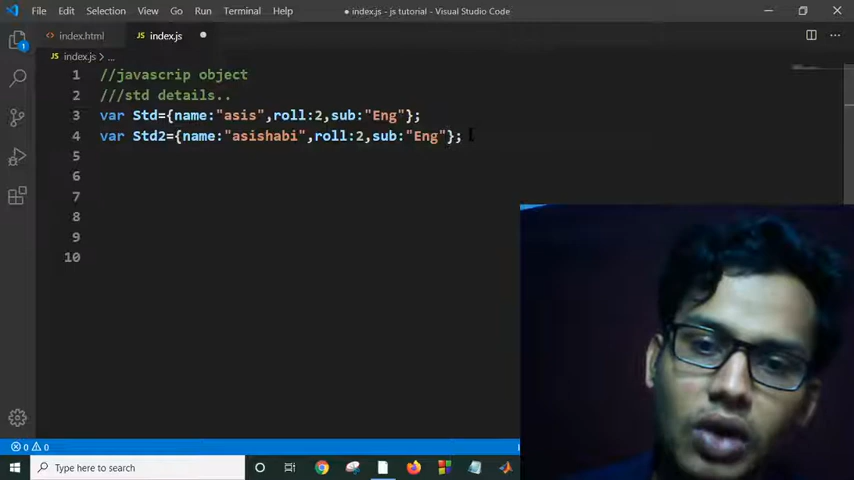 File Edit Selection View Go Run Terminal Help
● index.js - js tutorial - Visual Studio Code
index.html
JS index.js ●
JS index.js > ...
1 //javascrip object
2 ///std details..
3 var Std={name:"asis",roll:2,sub:"Eng"};
4 var Std2={name:"asishabi",roll:2,sub:"Eng"};
5
6
7
8
9
10
1
0 0
Type here to search